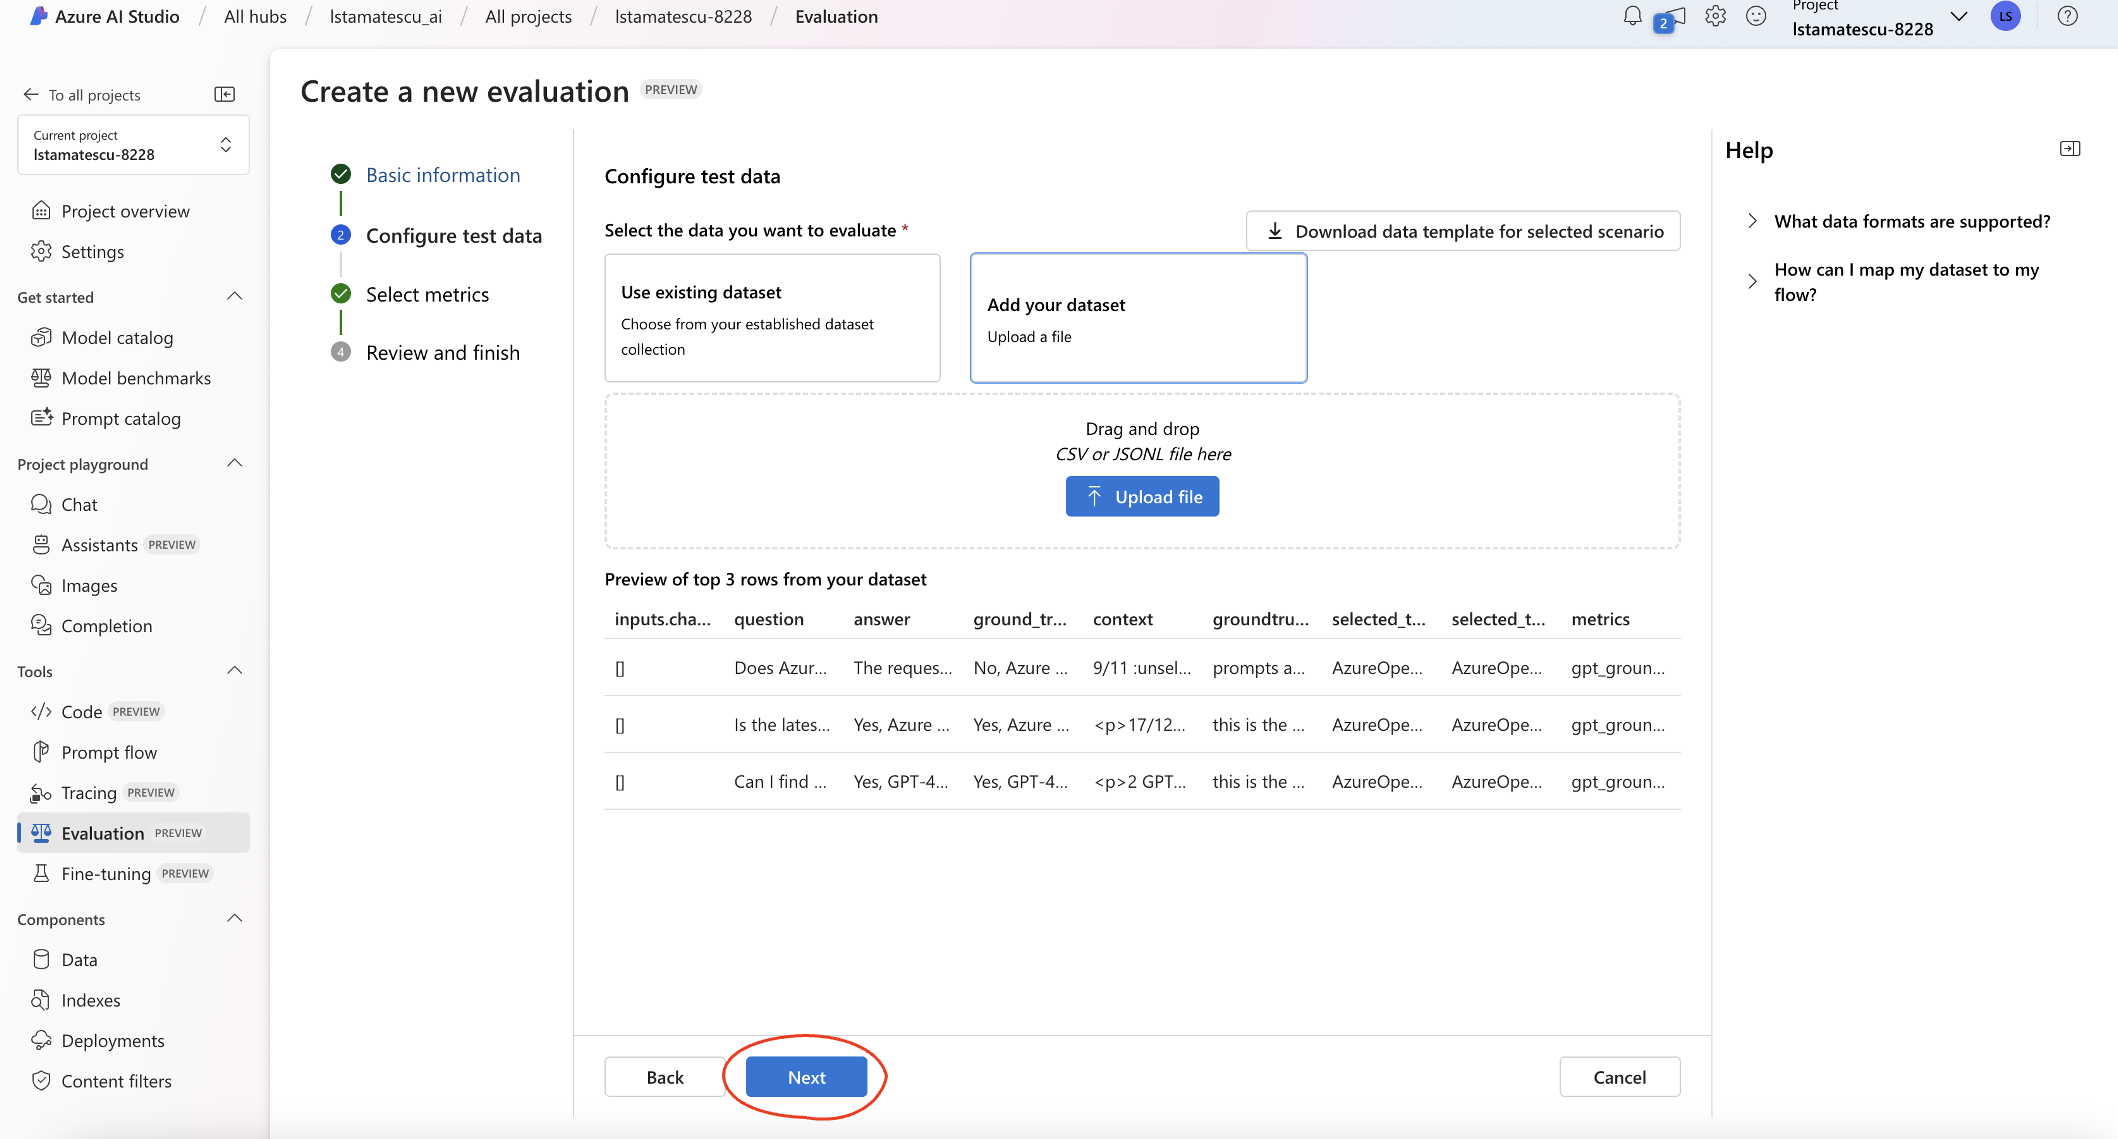 Azure AI Studio / All hubs / lstamatescu_ai / All projects / lstamatescu-8228 / Evaluation
2
Project
lstamatescu-8228
LS
To all projects
Current project
lstamatescu-8228
Project overview
Settings
Get started
Model catalog
Model benchmarks
Prompt catalog
Project playground
Chat
Assistants PREVIEW
Images
Completion
Tools
Code PREVIEW
Prompt flow
Tracing PREVIEW
Evaluation PREVIEW
Fine-tuning PREVIEW
Components
Data
Indexes
Deployments
Content filters
Create a new evaluation PREVIEW
Basic information
2 Configure test data
Select metrics
4 Review and finish
Configure test data
Select the data you want to evaluate *
Download data template for selected scenario
Use existing dataset
Choose from your established dataset
collection
Add your dataset
Upload a file
Drag and drop
CSV or JSONL file here
Upload file
Preview of top 3 rows from your dataset
inputs.cha... question answer ground_tr... context groundtru... selected_t... selected_t... metrics
[] Does Azur... The reques... No, Azure ... 9/11 :unsel... prompts a... AzureOpe... AzureOpe... gpt_groun...
[] Is the lates... Yes, Azure ... Yes, Azure ... <p>17/12... this is the ... AzureOpe... AzureOpe... gpt_groun...
[] Can I find ... Yes, GPT-4... Yes, GPT-4... <p>2 GPT... this is the ... AzureOpe... AzureOpe... gpt_groun...
Back
Next
Cancel
Help
What data formats are supported?
How can I map my dataset to my
flow?